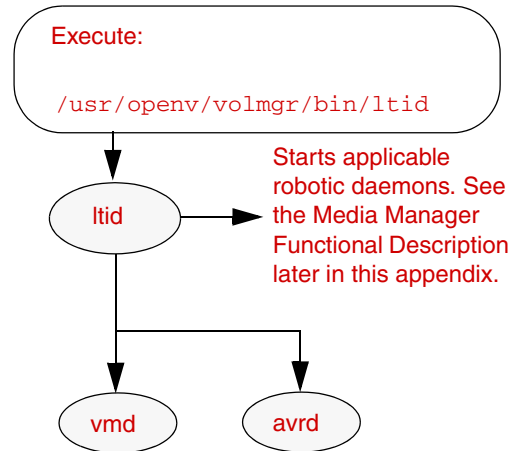 Execute:
/usr/openv/volmgr/bin/ltid
Starts applicable
robotic daemons. See
the Media Manager
Functional Description
later in this appendix.
ltid
vmd
avrd